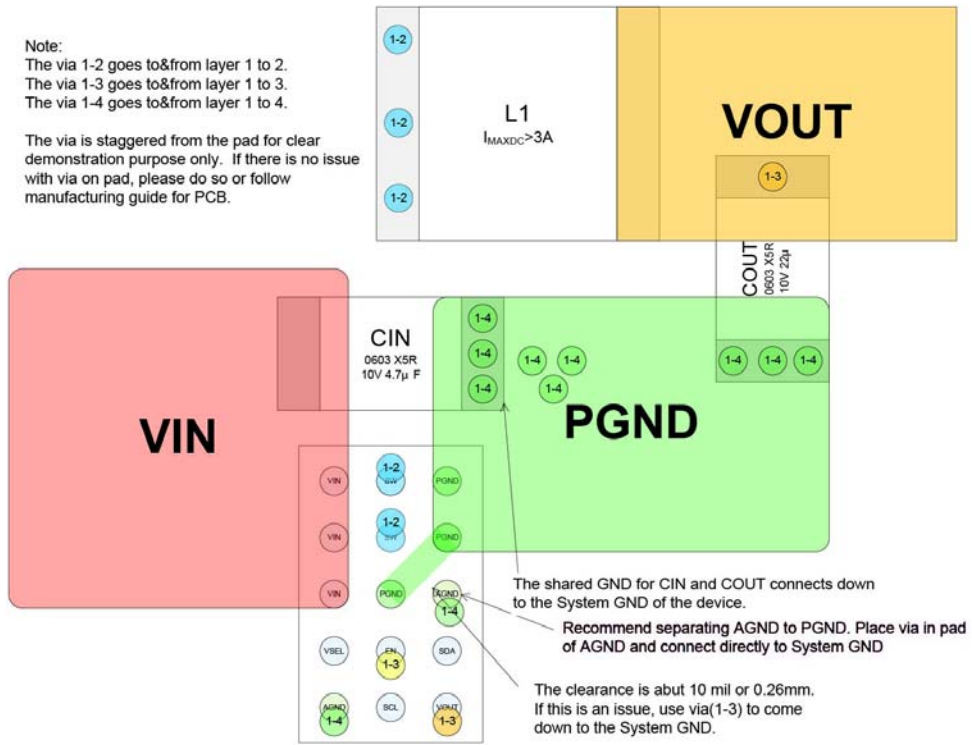 Note:
The via 1-2 goes to&from layer 1 to 2.
The via 1-3 goes to&from layer 1 to 3.
The via 1-4 goes to&from layer 1 to 4.
The via is staggered from the pad for clear
demonstration purpose only. If there is no issue
with via on pad, please do so or follow
manufacturing guide for PCB.
1-2
1-2
1-2
L1
IMAXDC>3A
VOUT
1-3
COUT
0603 X5R
10V 22µ
1-4 1-4 1-4
VIN
CIN
0603 X5R
10V 4.7µ F
1-4
1-4
1-4
1-4 1-4
1-4
PGND
VIN 1-2 SW PGND
VIN 1-2 SW PGND
VIN PGND AGND
1-4
VSEL EN SDA
1-3
AGND SCL VOUT
1-4 1-3
The shared GND for CIN and COUT connects down
to the System GND of the device.
Recommend separating AGND to PGND. Place via in pad
of AGND and connect directly to System GND
The clearance is abut 10 mil or 0.26mm.
If this is an issue, use via(1-3) to come
down to the System GND.